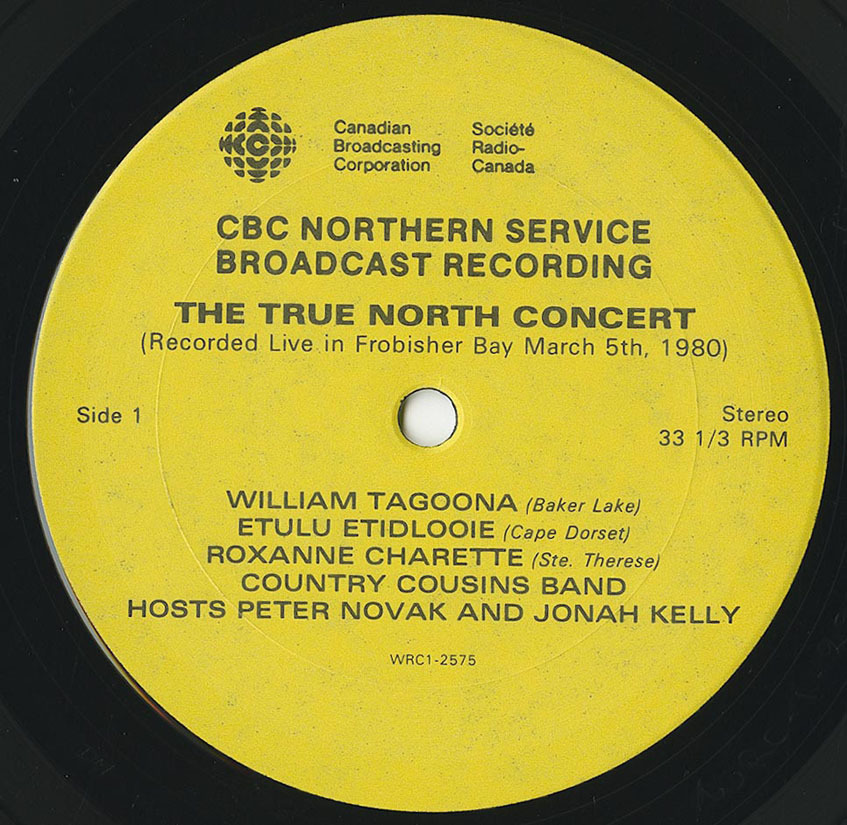 Canadian Broadcasting Corporation
Société Radio-Canada
CBC NORTHERN SERVICE
BROADCAST RECORDING
THE TRUE NORTH CONCERT
(Recorded Live in Frobisher Bay March 5th, 1980)
Side 1
Stereo
33 1/3 RPM
WILLIAM TAGOONA (Baker Lake)
ETULU ETIDLOOIE (Cape Dorset)
ROXANNE CHARETTE (Ste. Therese)
COUNTRY COUSINS BAND
HOSTS PETER NOVAK AND JONAH KELLY
WRC1-2575